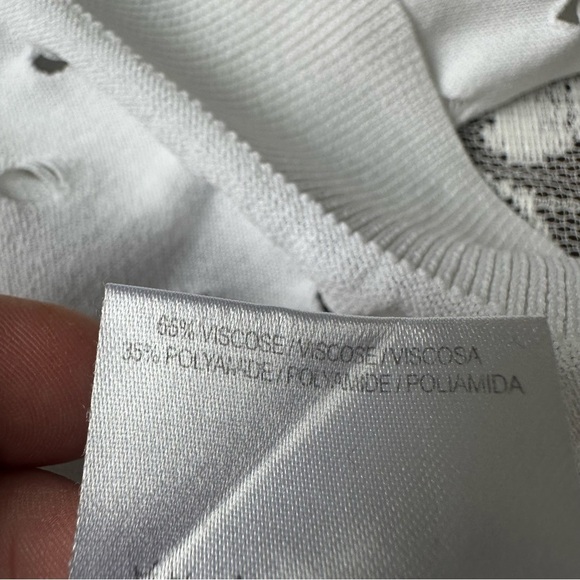 65% VISCOSE/VISCOSE/VISCOSA
35% POLYAMIDE/POLYAMIDE/POLIAMIDA